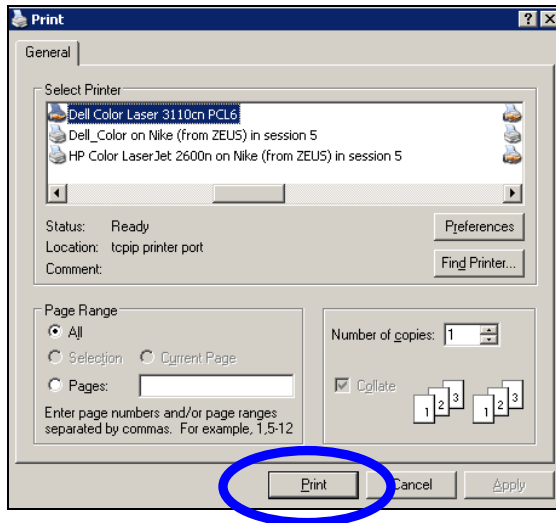 Print
General
Select Printer
Dell Color Laser 3110cn PCL6
Dell_Color on Nike (from ZEUS) in session 5
HP Color LaserJet 2600n on Nike (from ZEUS) in session 5
Status: Ready
Preferences
Location: tcpip printer port
Comment:
Find Printer...
Page Range
All
Selection Current Page
Pages:
Enter page numbers and/or page ranges
separated by commas. For example, 1,5-12
Number of copies: 1
Collate
1 2 3 1 2 3
Print Cancel Apply